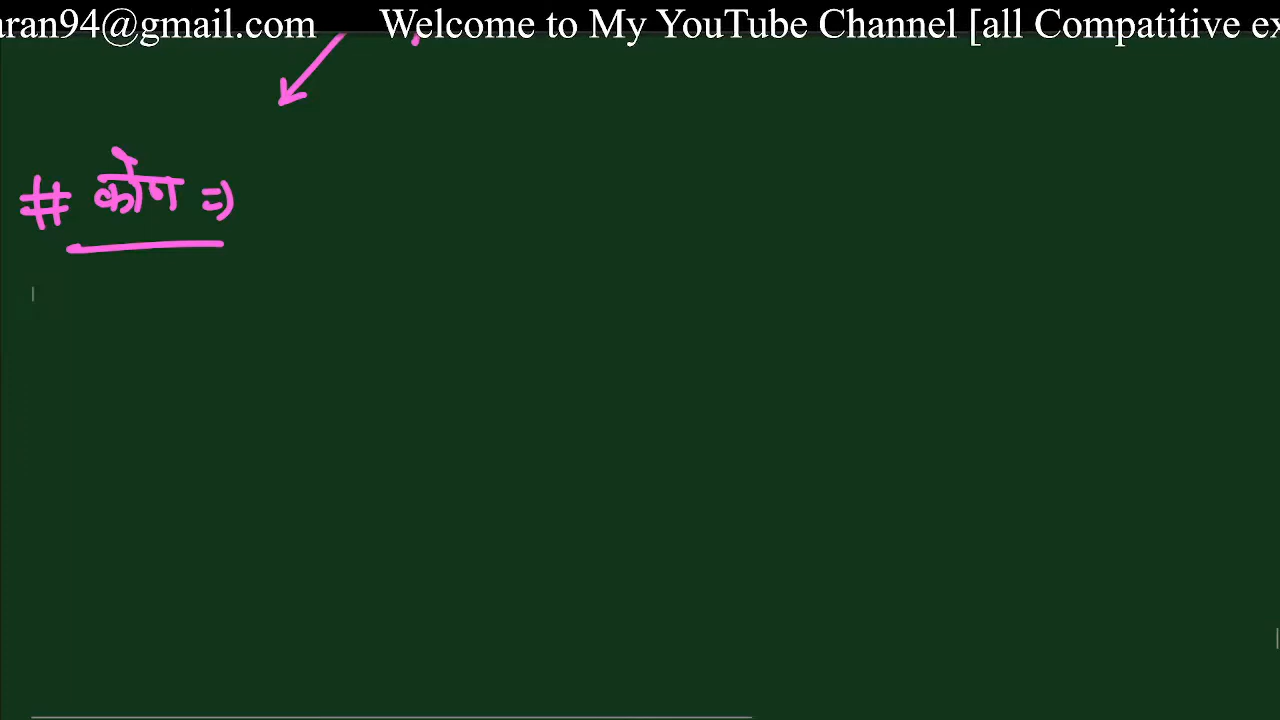 aran94@gmail.com Welcome to My YouTube Channel [all Compatitive ex
# कोण =)